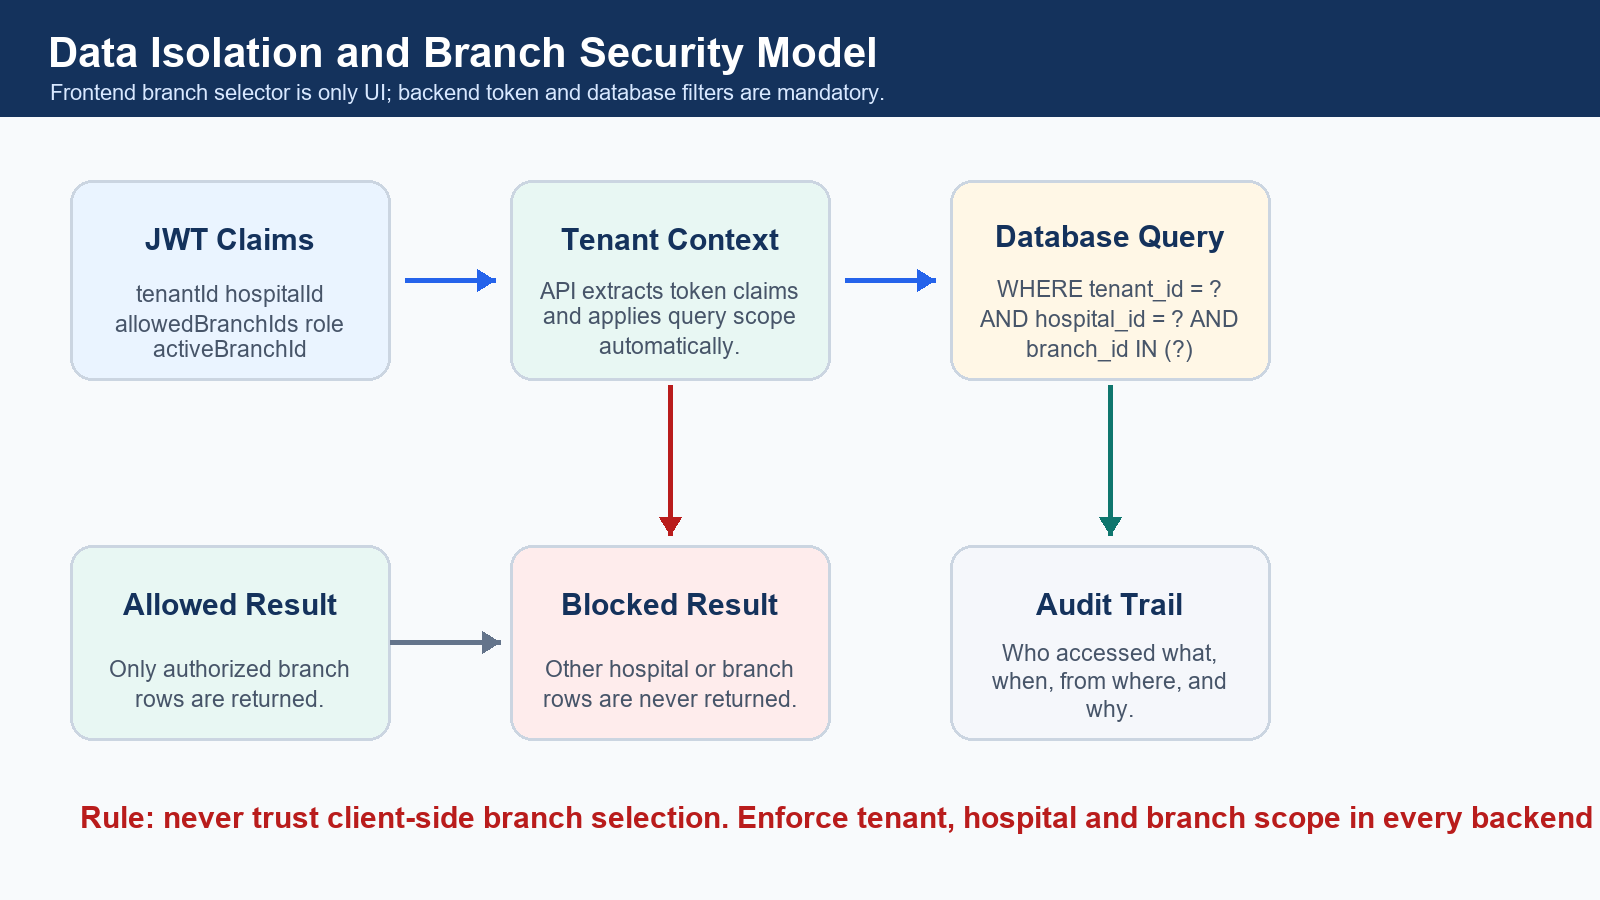 Data Isolation and Branch Security Model
Frontend branch selector is only UI; backend token and database filters are mandatory.
JWT Claims
tenantId hospitalId
allowedBranchIds role
activeBranchId
Tenant Context
API extracts token claims
and applies query scope
automatically.
Database Query
WHERE tenant_id = ?
AND hospital_id = ? AND
branch_id IN (?)
Allowed Result
Only authorized branch
rows are returned.
Blocked Result
Other hospital or branch
rows are never returned.
Audit Trail
Who accessed what,
when, from where, and
why.
Rule: never trust client-side branch selection. Enforce tenant, hospital and branch scope in every backend